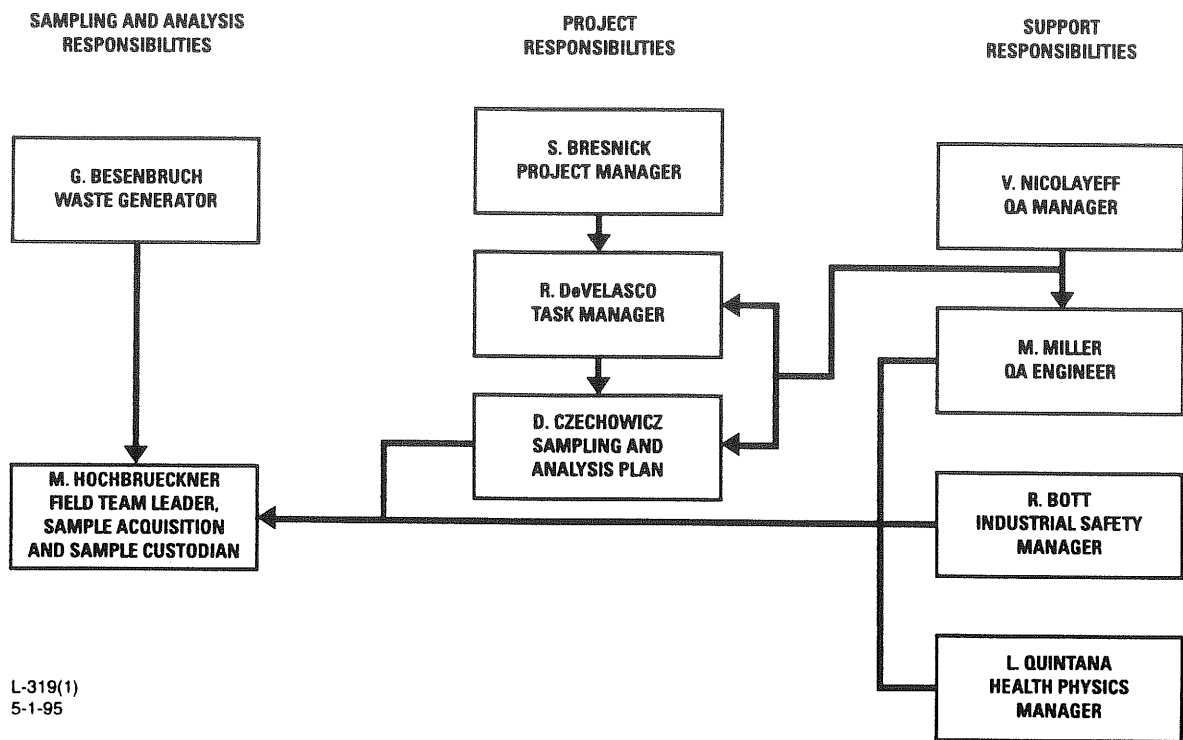 SAMPLING AND ANALYSIS
RESPONSIBILITIES
PROJECT
RESPONSIBILITIES
SUPPORT
RESPONSIBILITIES
G. BESENBRUCH
WASTE GENERATOR
S. BRESNICK
PROJECT MANAGER
V. NICOLAYEFF
QA MANAGER
R. DeVELASCO
TASK MANAGER
M. MILLER
QA ENGINEER
D. CZECHOWICZ
SAMPLING AND
ANALYSIS PLAN
M. HOCHBRUECKNER
FIELD TEAM LEADER,
SAMPLE ACQUISITION
AND SAMPLE CUSTODIAN
R. BOTT
INDUSTRIAL SAFETY
MANAGER
L. QUINTANA
HEALTH PHYSICS
MANAGER
L-319(1)
5-1-95